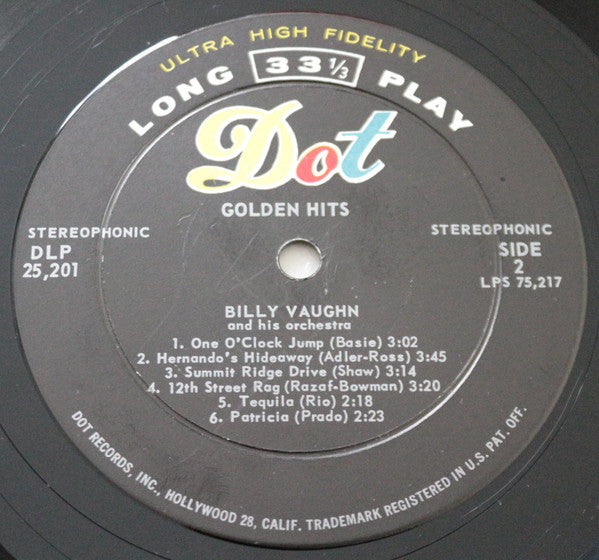 ULTRA HIGH FIDELITY
LONG 33 1/3 PLAY
Dot
GOLDEN HITS
STEREOPHONIC
DLP
25,201
STEREOPHONIC
SIDE
2
LPS 75,217
BILLY VAUGHN
and his orchestra
1. One O'Clock Jump (Basie) 3:02
2. Hernando's Hideaway (Adler-Ross) 3:45
3. Summit Ridge Drive (Shaw) 3:14
4. 12th Street Rag (Razaf-Bowman) 3:20
5. Tequila (Rio) 2:18
6. Patricia (Prado) 2:23
DOT RECORDS, INC., HOLLYWOOD 28, CALIF. TRADEMARK REGISTERED IN U.S. PAT. OFF.